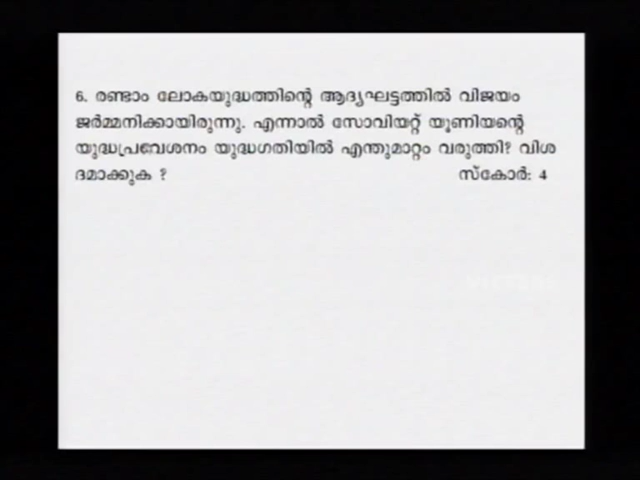 6. രണ്ടാം ലോകയുദ്ധത്തിന്റെ ആദ്യഘട്ടത്തിൽ വിജയം
ജർമ്മനിക്കായിരുന്നു. എന്നാൽ സോവിയറ്റ് യൂണിയന്റെ
യുദ്ധപ്രവേശനം യുദ്ധഗതിയിൽ എന്തുമാറ്റം വരുത്തി? വിശ
ദമാക്കുക ? സ്കോർ: 4